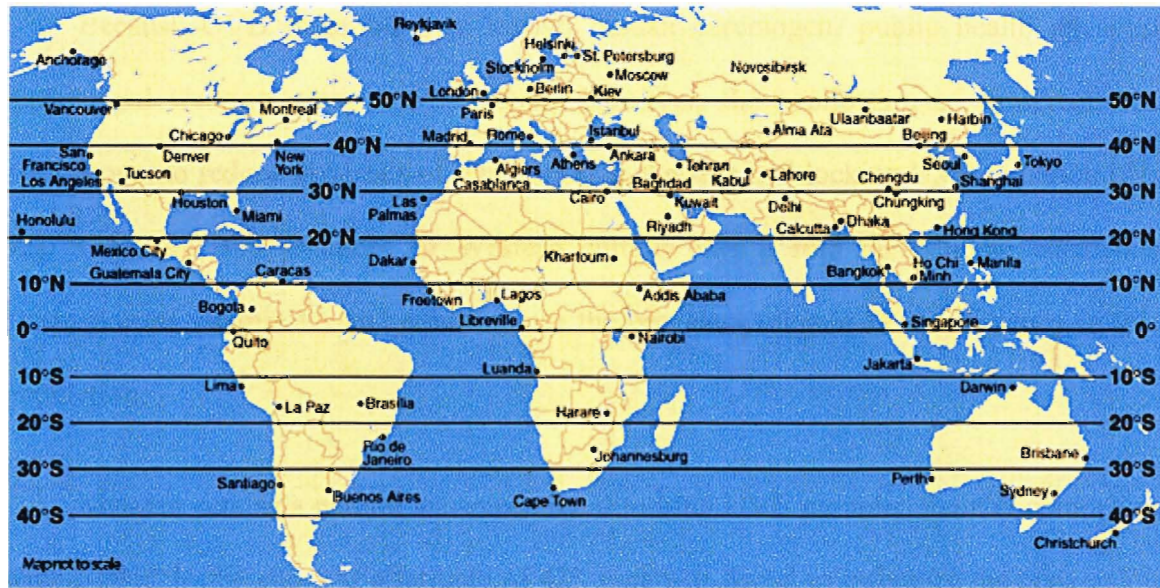 Reykjavik
Anchorage
Helsinki
St. Petersburg
Stockholm
Moscow
Novosibirsk
London
Berlin
Kiev
Vancouver
Montreal
50°N
Paris
50°N
Ulaanbaatar
Harbin
Chicago
Madrid
Rome
Istanbul
Alma Ata
Beijing
San
Francisco
Denver
New
York
40°N
Algiers
Athens
Ankara
Tehran
40°N
Seoul
Tokyo
Los Angeles
Tucson
Casablanca
Baghdad
Kabul
Lahore
Chengdu
Shanghai
Houston
30°N
Las
Palmas
Cairo
Kuwait
Delhi
Chungking
30°N
Honolulu
Miami
Riyadh
Calcutta
Dhaka
Hong Kong
Mexico City
20°N
20°N
Guatemala City
Caracas
Dakar
Khartoum
Bangkok
Ho Chi
Minh
Manila
10°N
Freetown
Lagos
Addis Ababa
10°N
Bogota
Libreville
Singapore
Quito
0°
Nairobi
0°
Luanda
Jakarta
Lima
10°S
10°S
Darwin
La Paz
Brasilia
Harare
20°S
20°S
Rio de
Janeiro
Johannesburg
Brisbane
30°S
30°S
Santiago
Buenos Aires
Cape Town
Perth
Sydney
40°S
40°S
Christchurch
Map not to scale